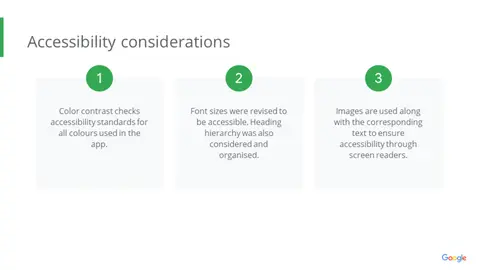 Accessibility considerations
1
Color contrast checks
accessibility standards for
all colours used in the
app.
2
Font sizes were revised to
be accessible. Heading
hierarchy was also
considered and
organised.
3
Images are used along
with the corresponding
text to ensure
accessibility through
screen readers.
Google